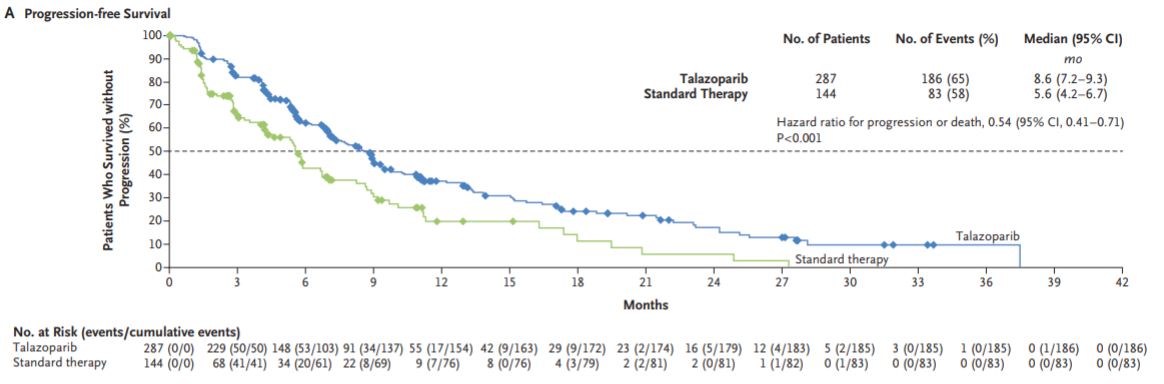 A Progression-free Survival
Patients Who Survived without
Progression (%)
100
90
80
70
60
50
40
30
20
10
0
No. of Patients No. of Events (%) Median (95% CI)
mo
Talazoparib 287 186 (65) 8.6 (7.2–9.3)
Standard Therapy 144 83 (58) 5.6 (4.2–6.7)
Hazard ratio for progression or death, 0.54 (95% CI, 0.41–0.71)
P<0.001
Talazoparib
Standard therapy
0 3 6 9 12 15 18 21 24 27 30 33 36 39 42
Months
No. at Risk (events/cumulative events)
Talazoparib 287 (0/0) 229 (50/50) 148 (53/103) 91 (34/137) 55 (17/154) 42 (9/163) 29 (9/172) 23 (2/174) 16 (5/179) 12 (4/183) 5 (2/185) 3 (0/185) 1 (0/185) 0 (1/186) 0 (0/186)
Standard therapy 144 (0/0) 68 (41/41) 34 (20/61) 22 (8/69) 9 (7/76) 8 (0/76) 4 (3/79) 2 (2/81) 2 (0/81) 1 (1/82) 0 (1/83) 0 (0/83) 0 (0/83) 0 (0/83) 0 (0/83)